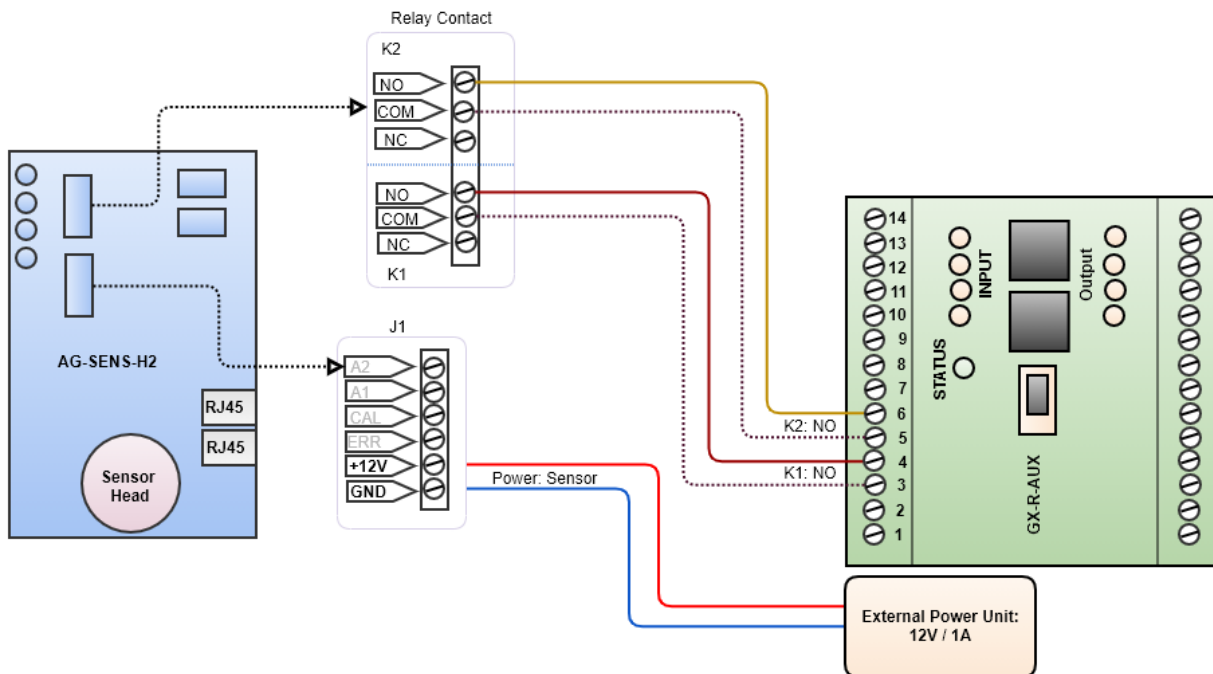 Relay Contact
K2
NO
COM
NC
NO
COM
NC
K1
AG-SENS-H2
RJ45
RJ45
Sensor
Head
J1
A2
A1
CAL
ERR
+12V
GND
Power: Sensor
K2: NO
K1: NO
14
13
12
11
10
9
8
7
6
5
4
3
2
1
INPUT
STATUS
Output
GX-R-AUX
External Power Unit:
12V / 1A